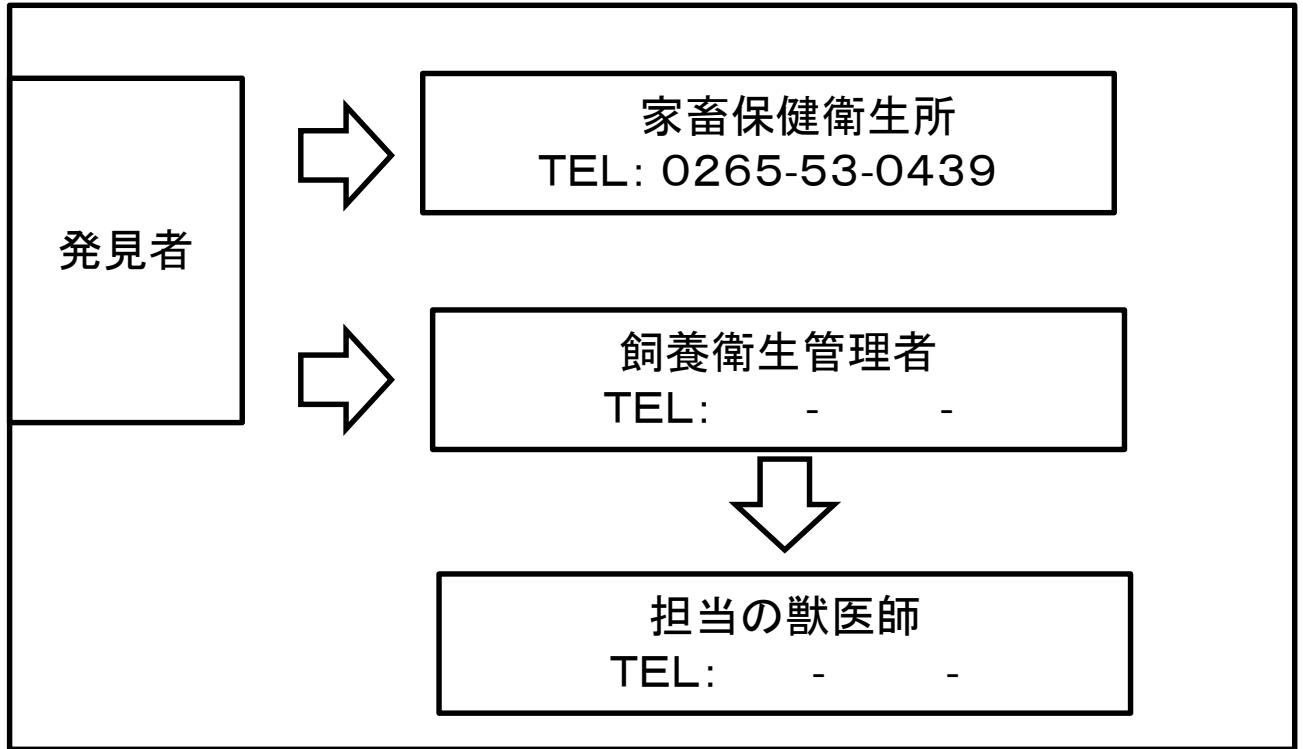 発見者
家畜保健衛生所
TEL: 0265-53-0439
飼養衛生管理者
TEL:　　-　　　-
担当の獣医師
TEL:　　-　　　-